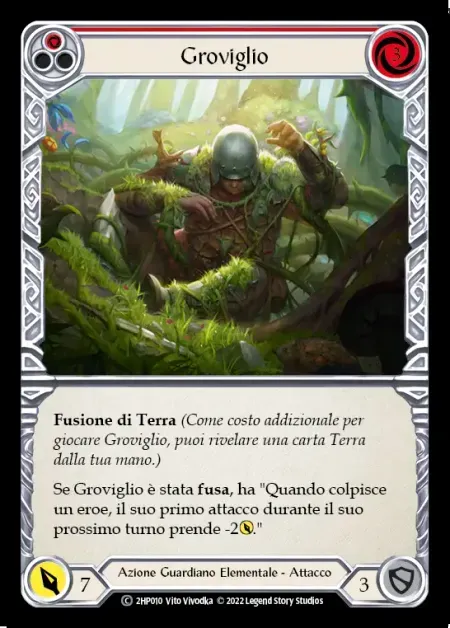 3
Groviglio
Fusione di Terra (Come costo addizionale per
giocare Groviglio, puoi rivelare una carta Terra
dalla tua mano.)
Se Groviglio è stata fusa, ha "Quando colpisce
un eroe, il suo primo attacco durante il suo
prossimo turno prende -2."
7
Azione Guardiano Elementale - Attacco
3
C 2HP010 Vito Vivodka © 2022 Legend Story Studios